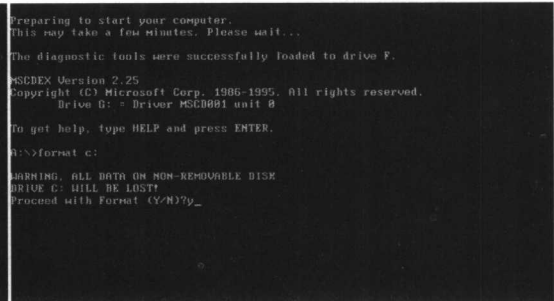 Preparing to start your computer.
This may take a few minutes. Please wait...
The diagnostic tools were successfully loaded to drive F.
MSCDEX Version 2.25
Copyright (C) Microsoft Corp. 1986-1995. All rights reserved.
Drive G: = Driver MSCD001 unit 0
To get help, type HELP and press ENTER.
A:\>format c:
WARNING, ALL DATA ON NON-REMOVABLE DISK
DRIVE C: WILL BE LOST!
Proceed with Format (Y/N)?y_